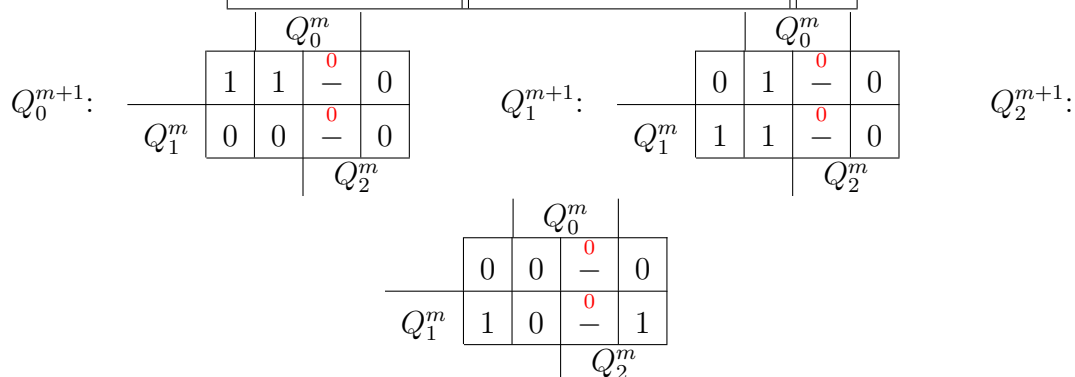 Q_0^m Q_0^m
0 0
1 1 − 0 0 1 − 0
Q_0^{m+1}: Q_1^{m+1}: Q_2^{m+1}:
0 0
Q_1^m 0 0 − 0 Q_1^m 1 1 − 0
Q_2^m Q_2^m
Q_0^m
0
0 0 − 0
0
Q_1^m 1 0 − 1
Q_2^m